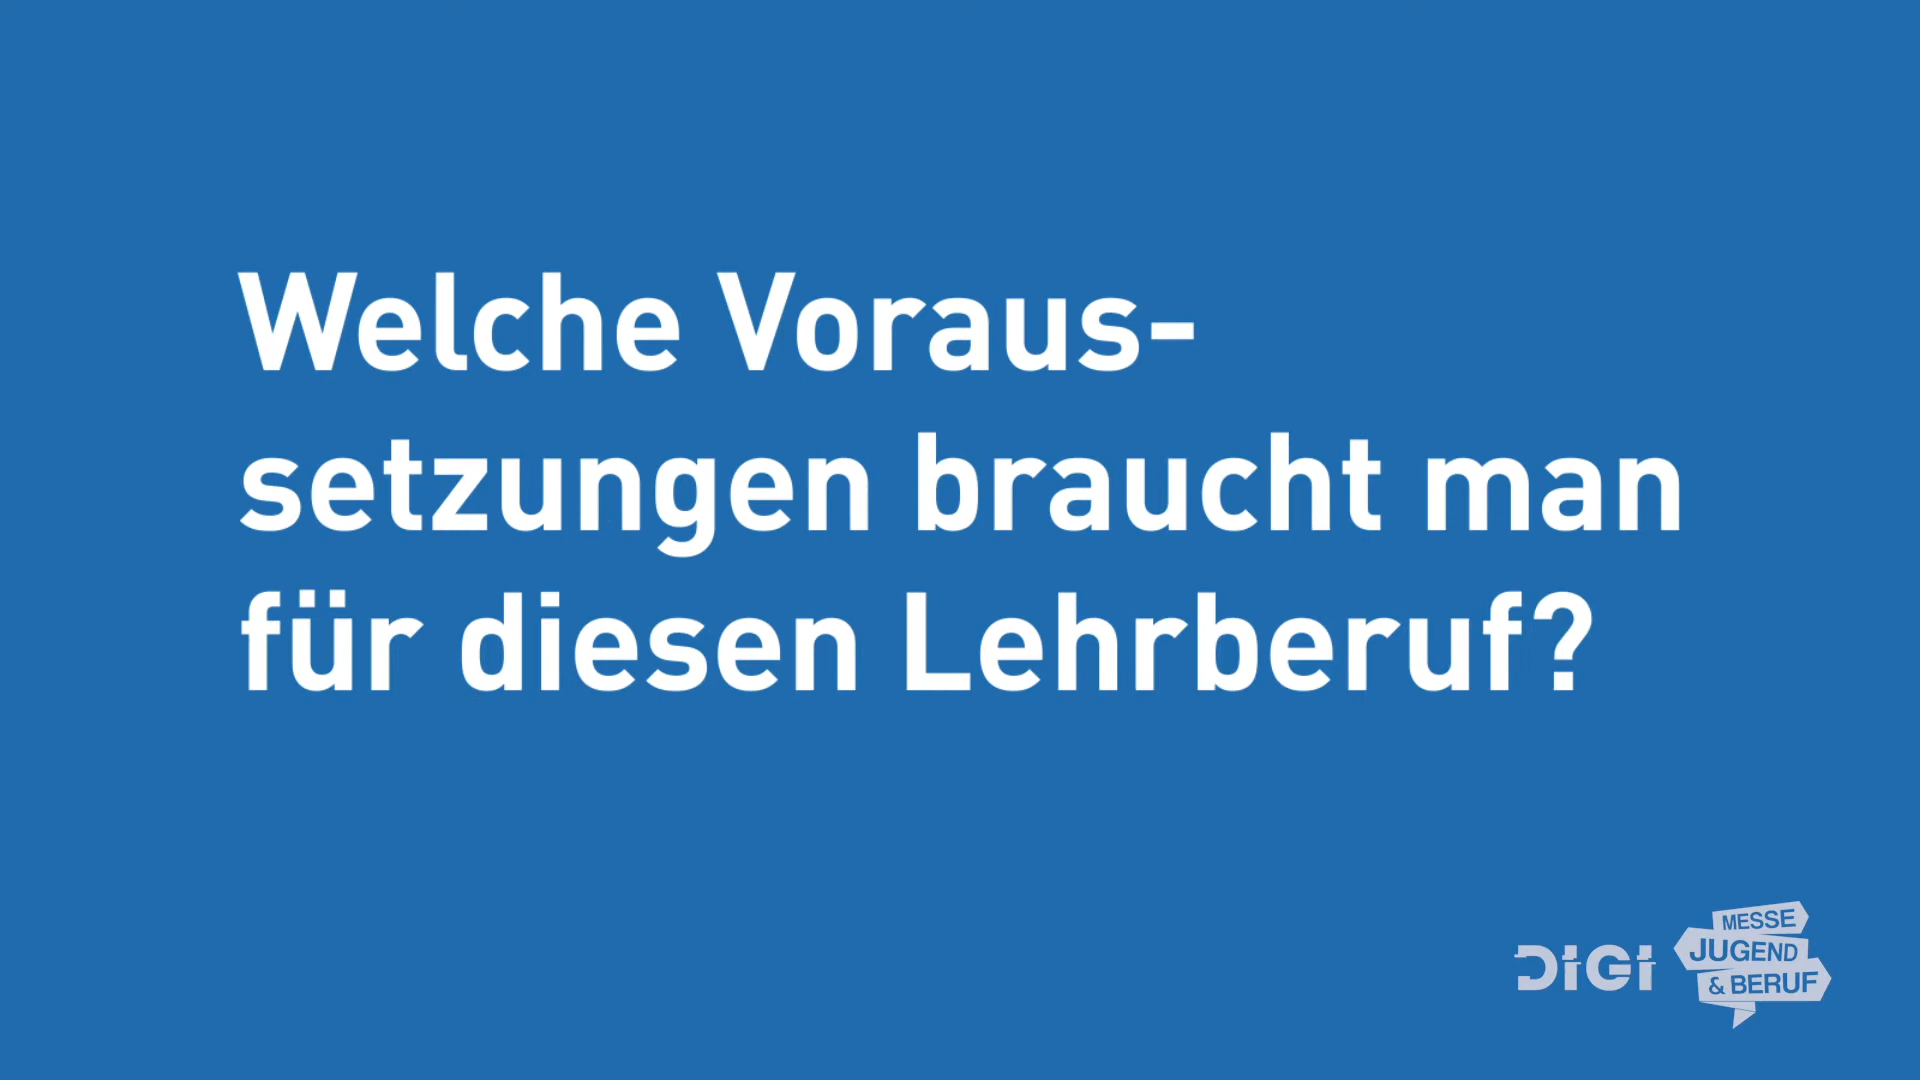 Welche Voraus-
setzungen braucht man
für diesen Lehrberuf?
DIGI
MESSE
JUGEND
& BERUF